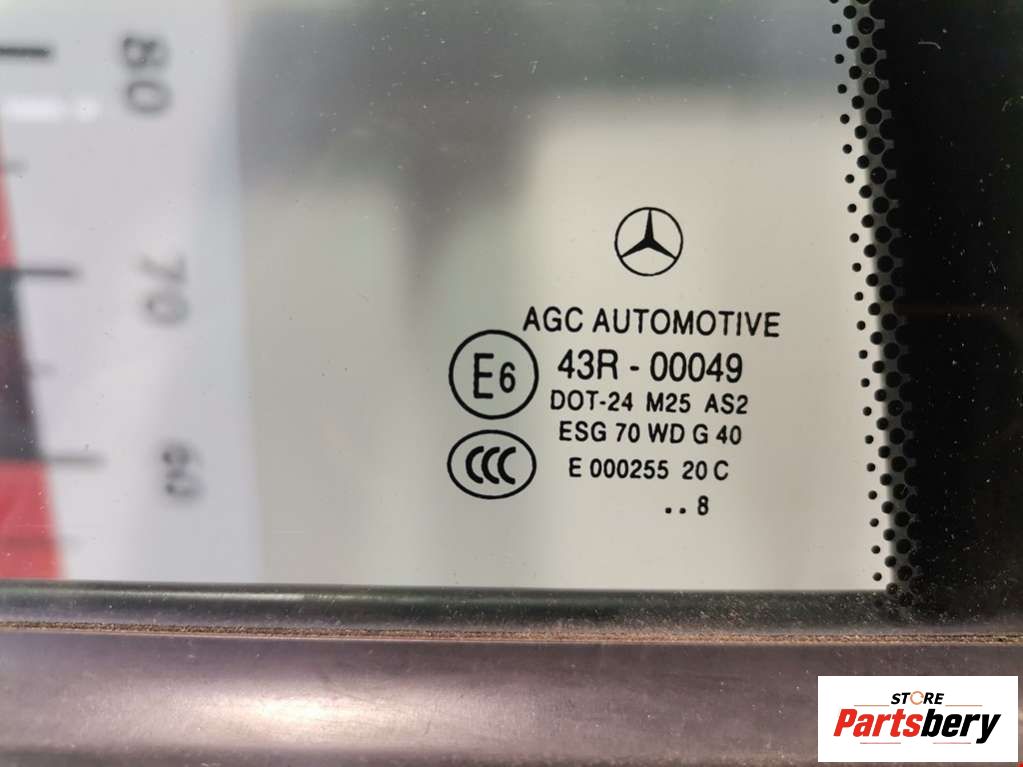 80
70
60
AGC AUTOMOTIVE
E6 43R - 00049
DOT-24 M25 AS2
ESG 70 WD G 40
CCC E 000255 20 C
..8
STORE
Partsbery